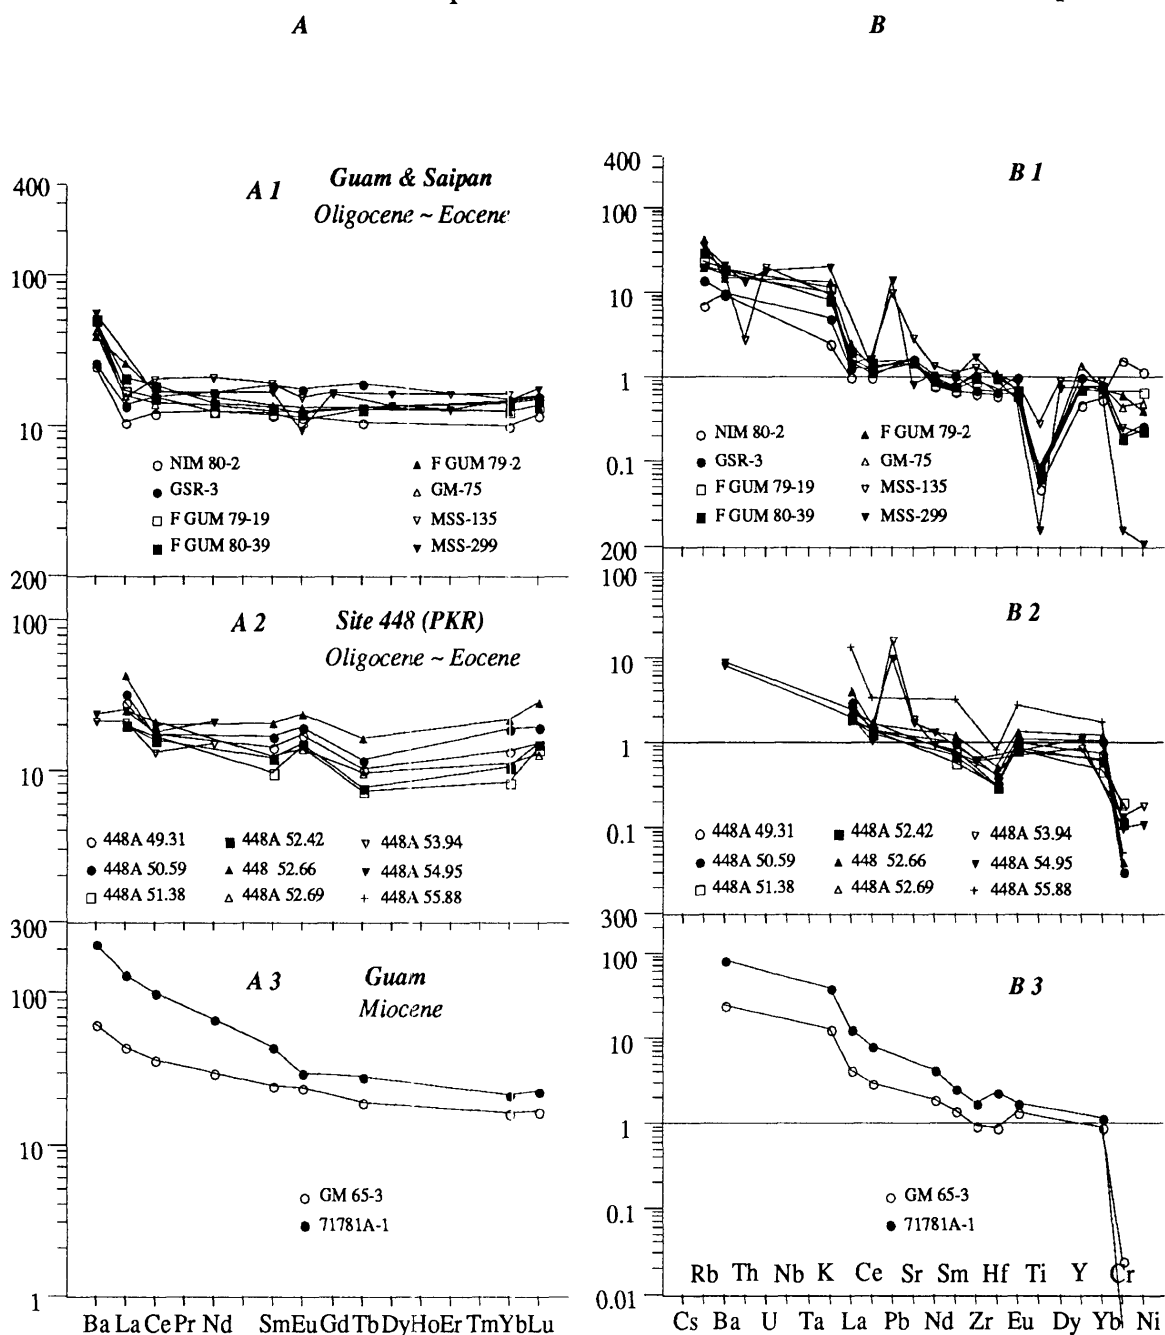 A
B
400
100
10
A 1
Guam & Saipan
Oligocene ~ Eocene
NIM 80-2
GSR-3
F GUM 79-19
F GUM 80-39
F GUM 79-2
GM-75
MSS-135
MSS-299
200
100
10
A 2
Site 448 (PKR)
Oligocene ~ Eocene
448A 49.31
448A 50.59
448A 51.38
448A 52.42
448 52.66
448A 52.69
448A 53.94
448A 54.95
448A 55.88
300
100
10
1
A 3
Guam
Miocene
GM 65-3
71781A-1
Ba La Ce Pr Nd Sm Eu Gd Tb Dy Ho Er Tm Yb Lu
400
100
10
1
0.1
B 1
NIM 80-2
GSR-3
F GUM 79-19
F GUM 80-39
F GUM 79-2
GM-75
MSS-135
MSS-299
200
100
10
1
0.1
B 2
448A 49.31
448A 50.59
448A 51.38
448A 52.42
448 52.66
448A 52.69
448A 53.94
448A 54.95
448A 55.88
300
100
10
1
0.1
0.01
B 3
GM 65-3
71781A-1
Rb Th Nb K Ce Sr Sm Hf Ti Y Cr
Cs Ba U Ta La Pb Nd Zr Eu Dy Yb Ni